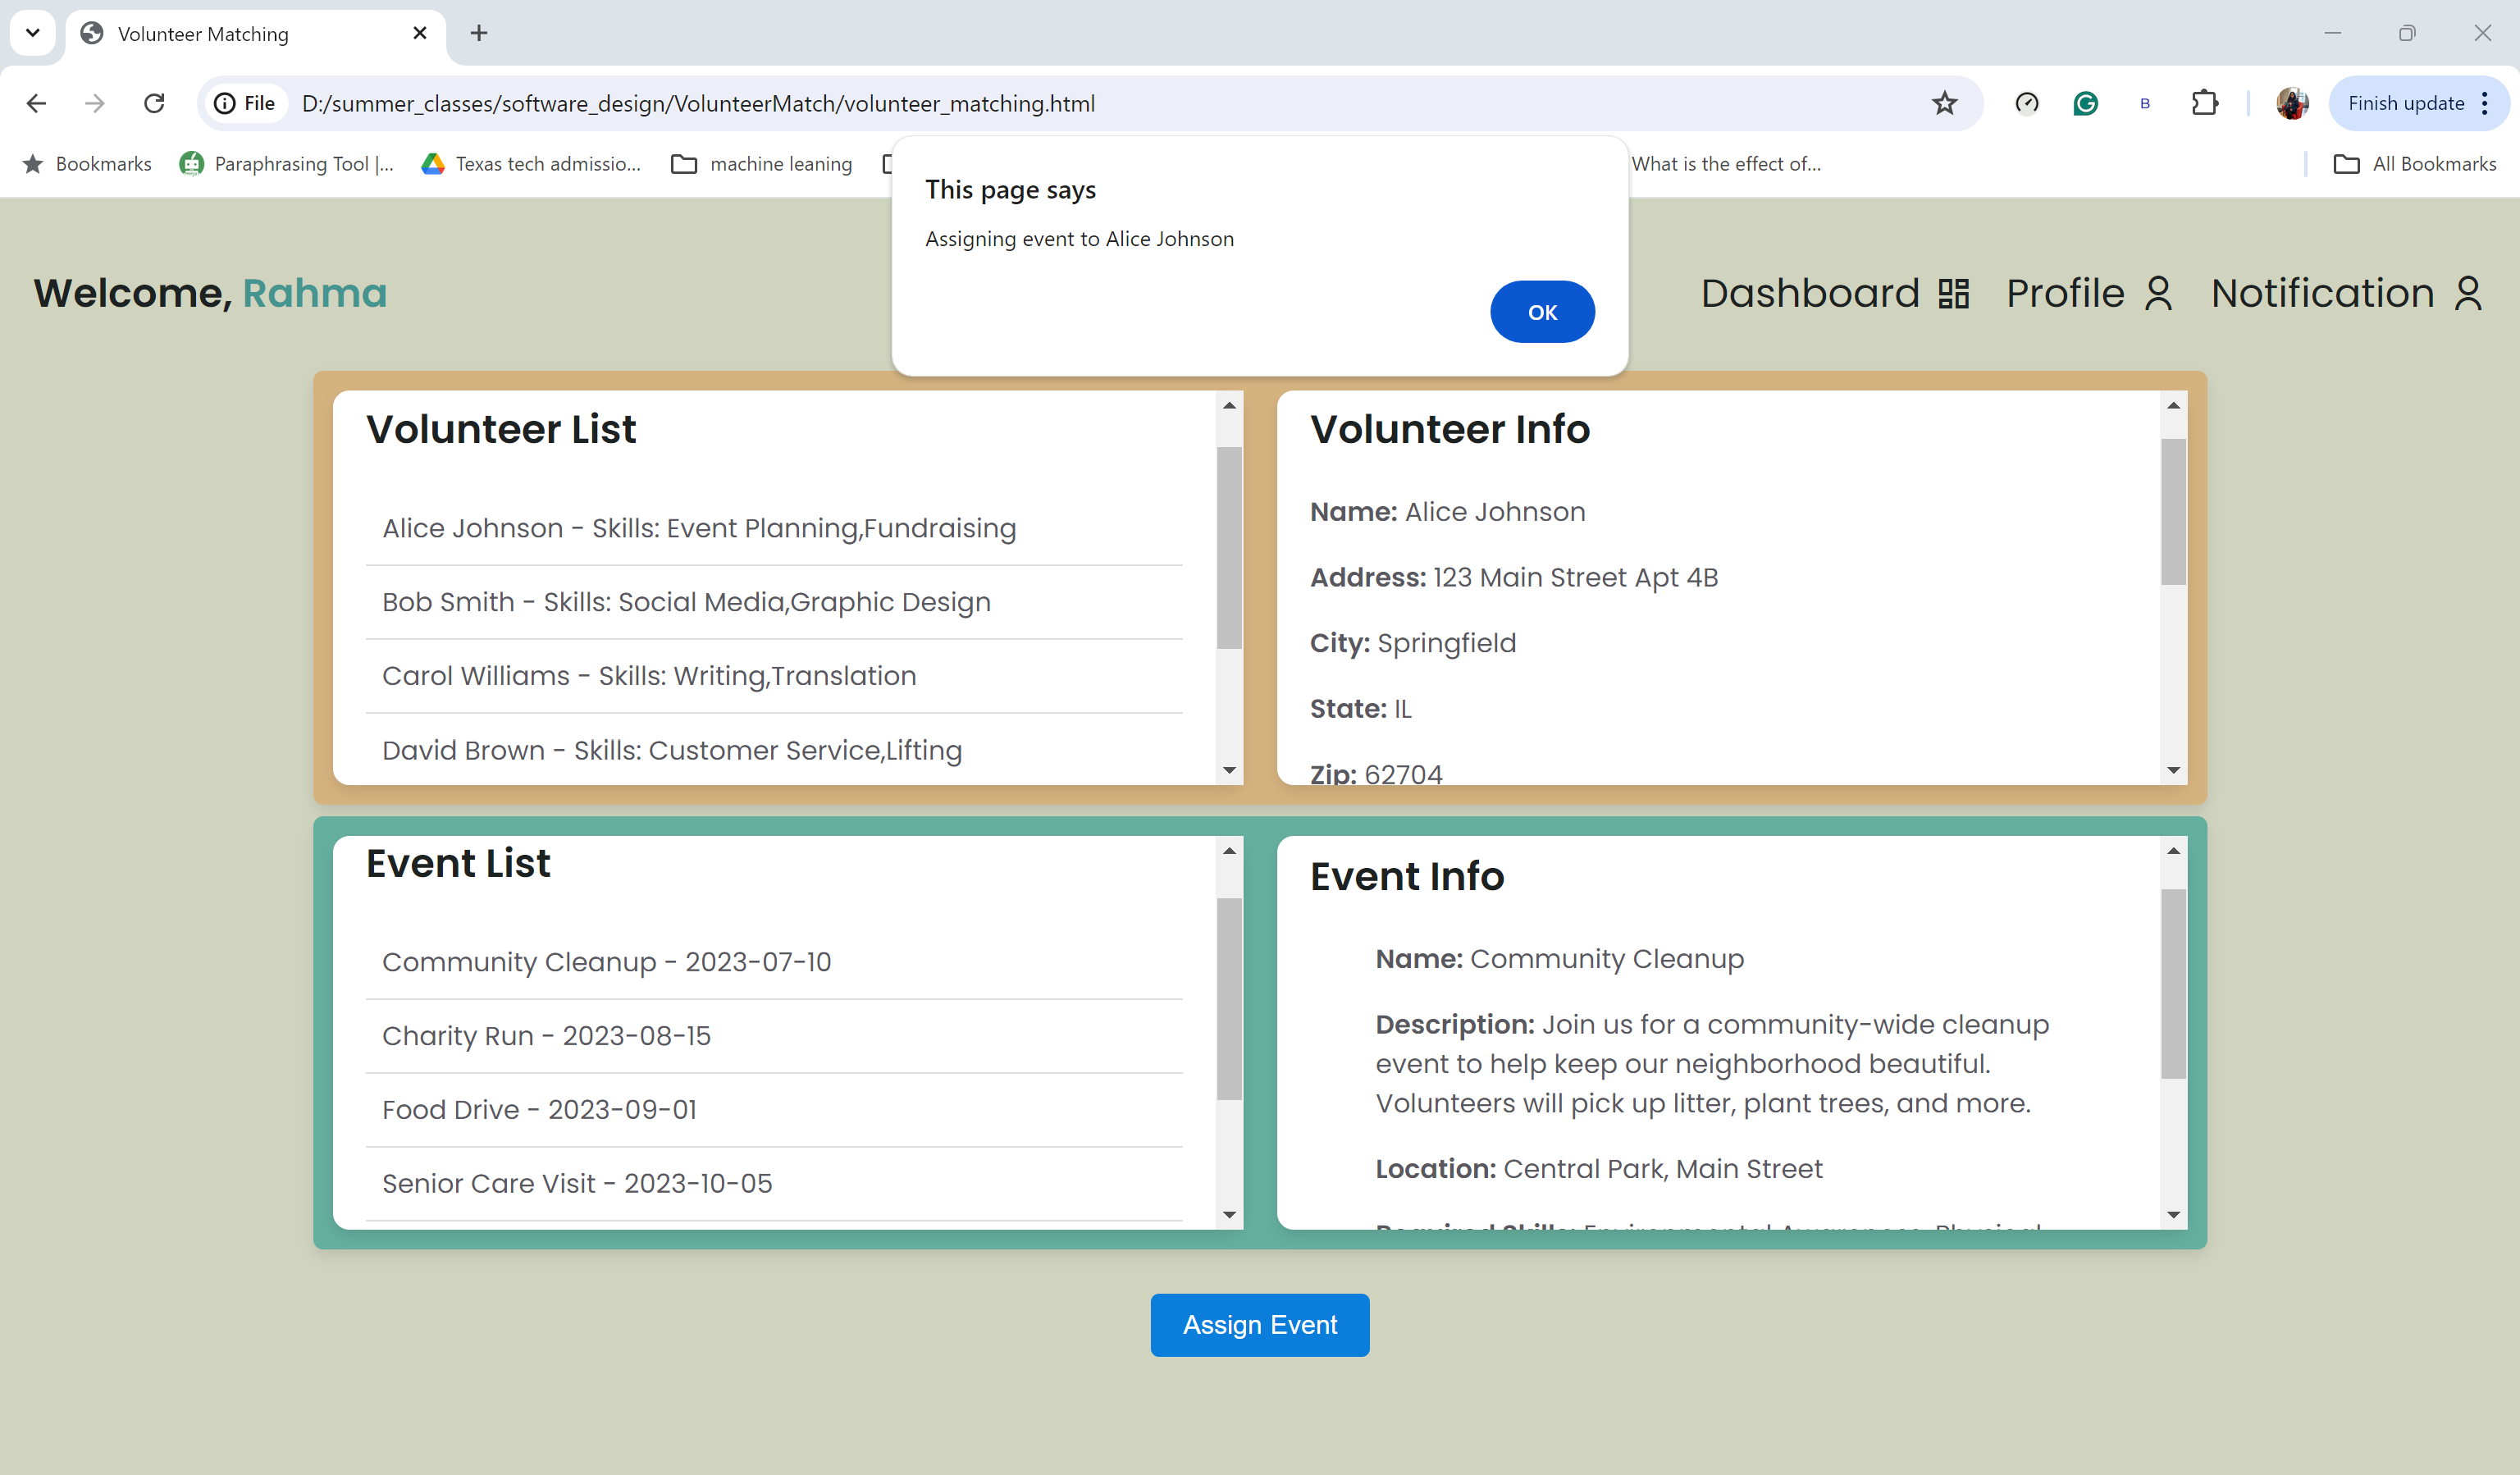 Volunteer Matching
File
D:/summer_classes/software_design/VolunteerMatch/volunteer_matching.html
B
Finish update
Bookmarks
Paraphrasing Tool |...
Texas tech admissio...
machine leaning
What is the effect of...
All Bookmarks
This page says
Assigning event to Alice Johnson
OK
Welcome, Rahma
Dashboard
Profile
Notification
Volunteer List
Alice Johnson - Skills: Event Planning,Fundraising
Bob Smith - Skills: Social Media,Graphic Design
Carol Williams - Skills: Writing,Translation
David Brown - Skills: Customer Service,Lifting
Volunteer Info
Name: Alice Johnson
Address: 123 Main Street Apt 4B
City: Springfield
State: IL
Zip: 62704
Event List
Community Cleanup - 2023-07-10
Charity Run - 2023-08-15
Food Drive - 2023-09-01
Senior Care Visit - 2023-10-05
Event Info
Name: Community Cleanup
Description: Join us for a community-wide cleanup
event to help keep our neighborhood beautiful.
Volunteers will pick up litter, plant trees, and more.
Location: Central Park, Main Street
Assign Event